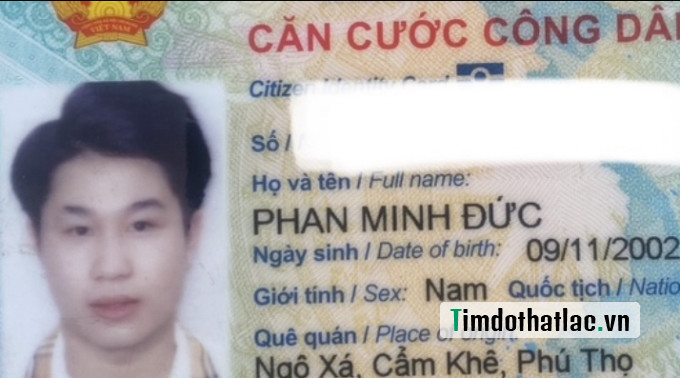 VIỆT NAM
CĂN CƯỚC CÔNG DÂ
Citizen Identity Card
Số /
Họ và tên / Full name:
PHAN MINH ĐỨC
Ngày sinh / Date of birth: 09/11/2002
Giới tính / Sex: Nam Quốc tịch / Natio
Quê quán / Place of origin:
Timdothatlac.vn
Ngô Xá, Cẩm Khê, Phú Thọ